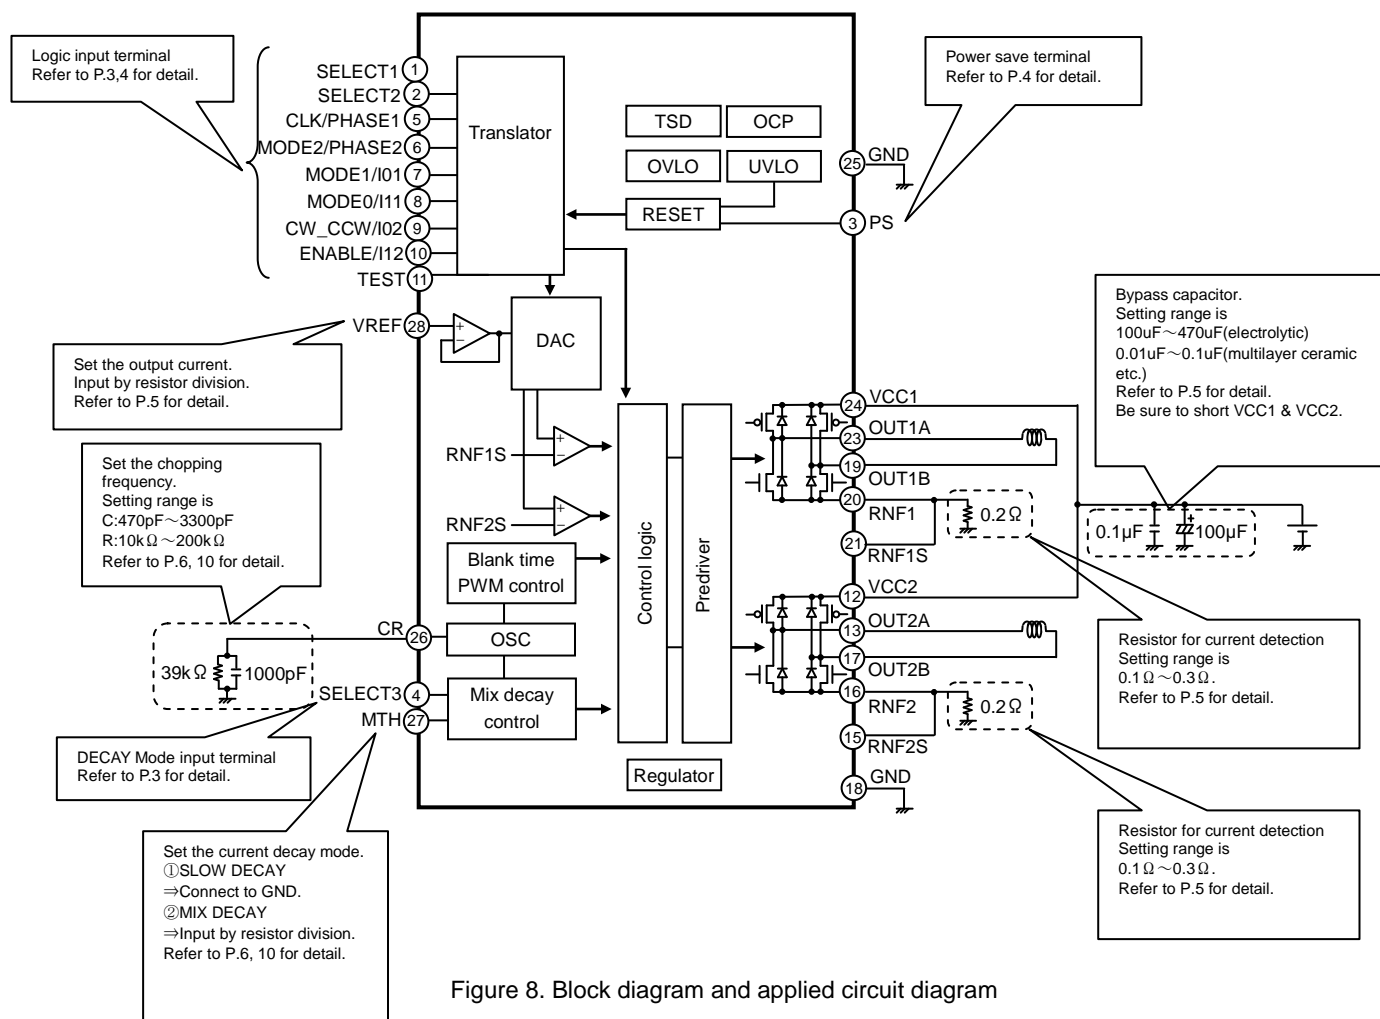 Logic input terminal
Refer to P.3,4 for detail.
SELECT1 1
SELECT2 2
CLK/PHASE1 5
MODE2/PHASE2 6
MODE1/I01 7
MODE0/I11 8
CW_CCW/I02 9
ENABLE/I12 10
TEST 11
Translator
TSD
OCP
OVLO
UVLO
RESET
Power save terminal
Refer to P.4 for detail.
25 GND
3 PS
VREF 28
+
−
DAC
Set the output current.
Input by resistor division.
Refer to P.5 for detail.
Set the chopping
frequency.
Setting range is
C:470pF～3300pF
R:10kΩ～200kΩ
Refer to P.6, 10 for detail.
RNF1S
+
−
RNF2S
+
−
Blank time
PWM control
CR 26
OSC
39kΩ
1000pF
SELECT3 4
MTH 27
Mix decay
control
Control logic
Predriver
Regulator
DECAY Mode input terminal
Refer to P.3 for detail.
Set the current decay mode.
①SLOW DECAY
⇒Connect to GND.
②MIX DECAY
⇒Input by resistor division.
Refer to P.6, 10 for detail.
24 VCC1
23 OUT1A
19 OUT1B
20 RNF1
0.2Ω
21 RNF1S
12 VCC2
13 OUT2A
17 OUT2B
16 RNF2
0.2Ω
15 RNF2S
18 GND
Bypass capacitor.
Setting range is
100uF～470uF(electrolytic)
0.01uF～0.1uF(multilayer ceramic
etc.)
Refer to P.5 for detail.
Be sure to short VCC1 & VCC2.
0.1µF
+
100µF
Resistor for current detection
Setting range is
0.1Ω～0.3Ω.
Refer to P.5 for detail.
Resistor for current detection
Setting range is
0.1Ω～0.3Ω.
Refer to P.5 for detail.
Figure 8. Block diagram and applied circuit diagram